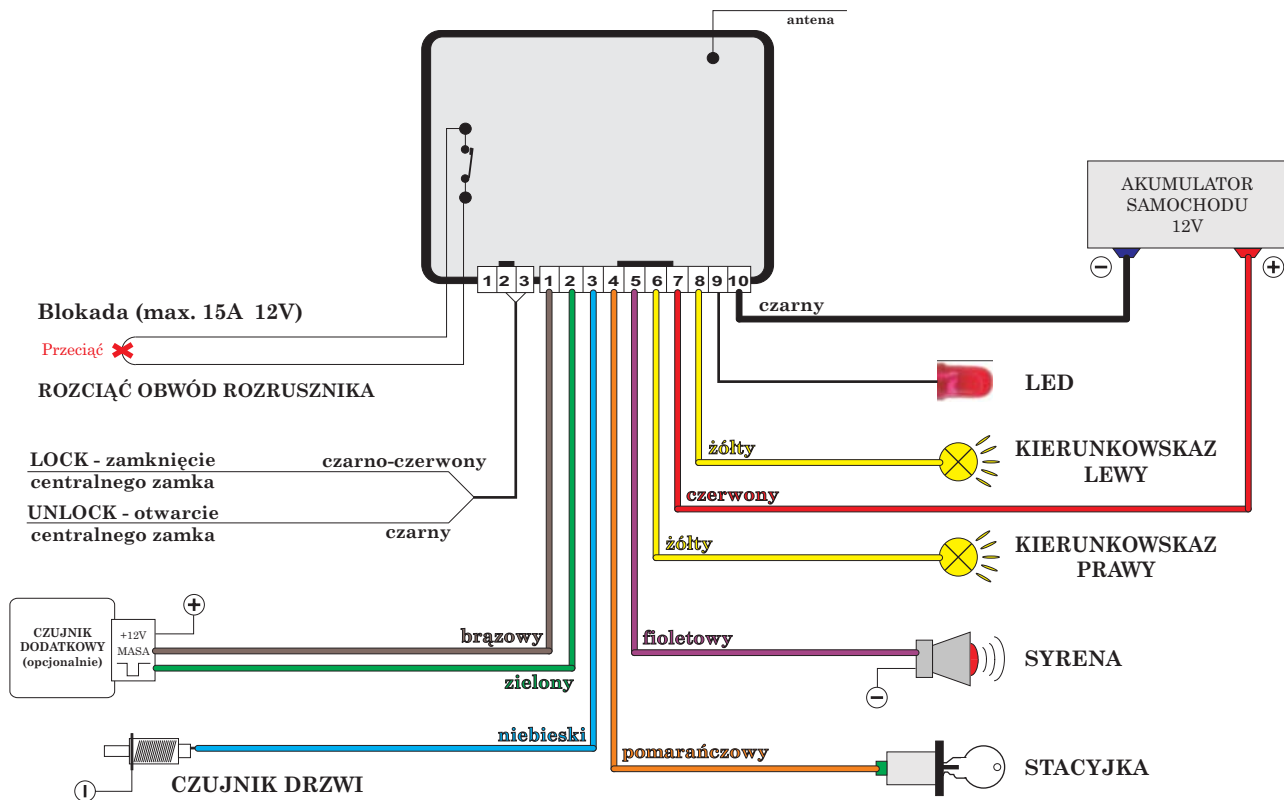 antena
AKUMULATOR
SAMOCHODU
12V
1 2 3 1 2 3 4 5 6 7 8 9 10
czarny
Blokada (max. 15A 12V)
Przeciąć
ROZCIĄĆ OBWÓD ROZRUSZNIKA
LED
LOCK - zamknięcie
centralnego zamka
czarno-czerwony
UNLOCK - otwarcie
centralnego zamka
czarny
żółty
KIERUNKOWSKAZ
LEWY
czerwony
żółty
KIERUNKOWSKAZ
PRAWY
CZUJNIK
DODATKOWY
(opcjonalnie)
+12V
MASA
brązowy
zielony
fioletowy
SYRENA
niebieski
CZUJNIK DRZWI
pomarańczowy
STACYJKA